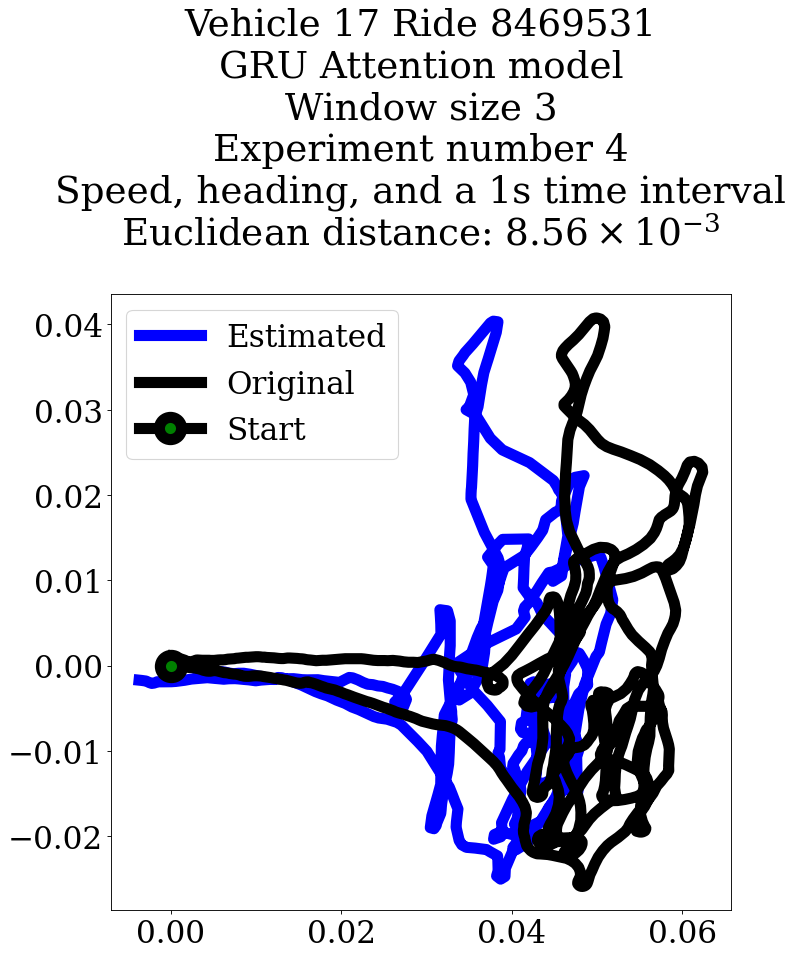 Vehicle 17 Ride 8469531
GRU Attention model
Window size 3
Experiment number 4
Speed, heading, and a 1s time interval
Euclidean distance: 8.56 × 10⁻³
Estimated
Original
Start
0.04
0.03
0.02
0.01
0.00
−0.01
−0.02
0.00 0.02 0.04 0.06